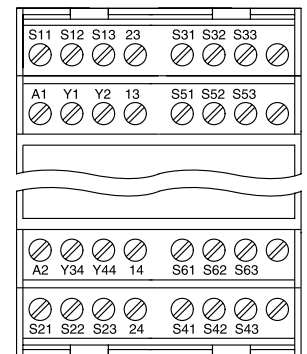 S11 S12 S13 23 S31 S32 S33
A1 Y1 Y2 13 S51 S52 S53
A2 Y34 Y44 14 S61 S62 S63
S21 S22 S23 24 S41 S42 S43